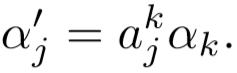 α′_j = a^k_j α_k.